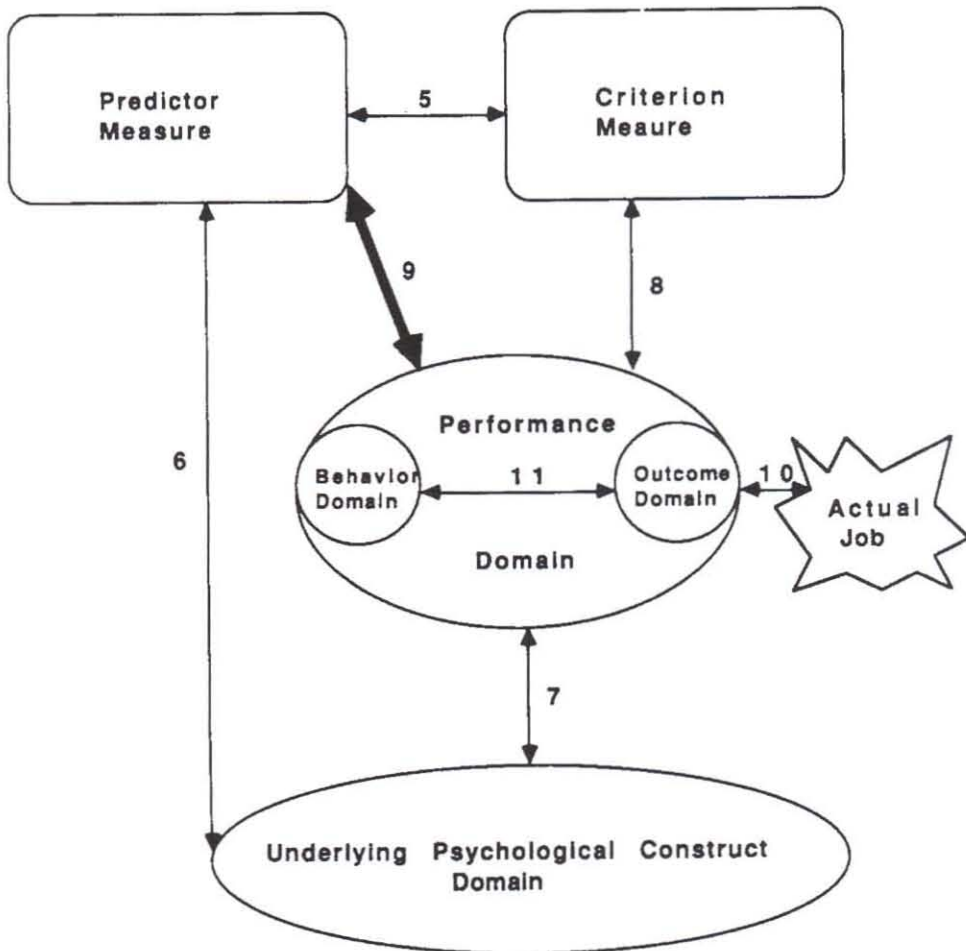 Predictor
Measure
5
Criterion
Meaure
9
8
6
Performance
Behavior
Domain
11
Outcome
Domain
10
Actual
Job
Domain
7
Underlying Psychological Construct
Domain